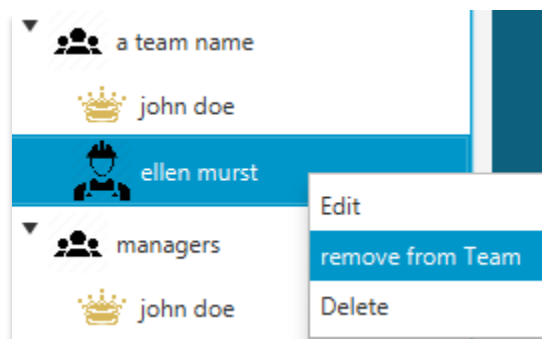 a team name
john doe
ellen murst
Edit
managers
remove from Team
john doe
Delete